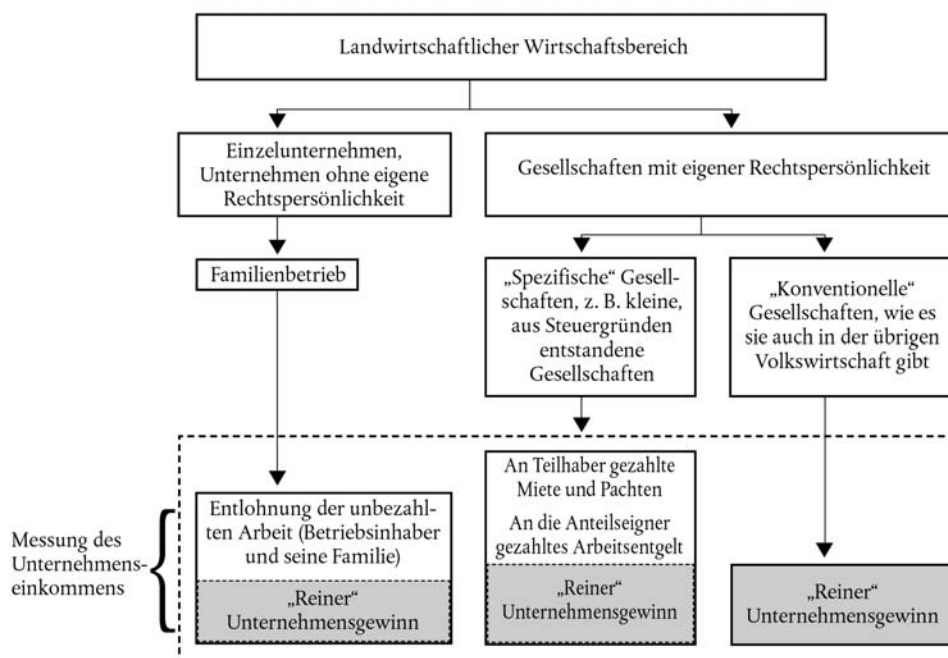 Landwirtschaftlicher Wirtschaftsbereich
Einzelunternehmen,
Unternehmen ohne eigene
Rechtspersönlichkeit
Gesellschaften mit eigener Rechtspersönlichkeit
Familienbetrieb
„Spezifische“ Gesell-
schaften, z. B. kleine,
aus Steuergründen
entstandene
Gesellschaften
„Konventionelle“
Gesellschaften, wie es
sie auch in der übrigen
Volkswirtschaft gibt
Messung des
Unternehmens-
einkommens
Entlohnung der unbezahl-
ten Arbeit (Betriebsinhaber
und seine Familie)
„Reiner“
Unternehmensgewinn
An Teilhaber gezahlte
Miete und Pachten
An die Anteilseigner
gezahltes Arbeitsentgelt
„Reiner“
Unternehmensgewinn
„Reiner“
Unternehmensgewinn